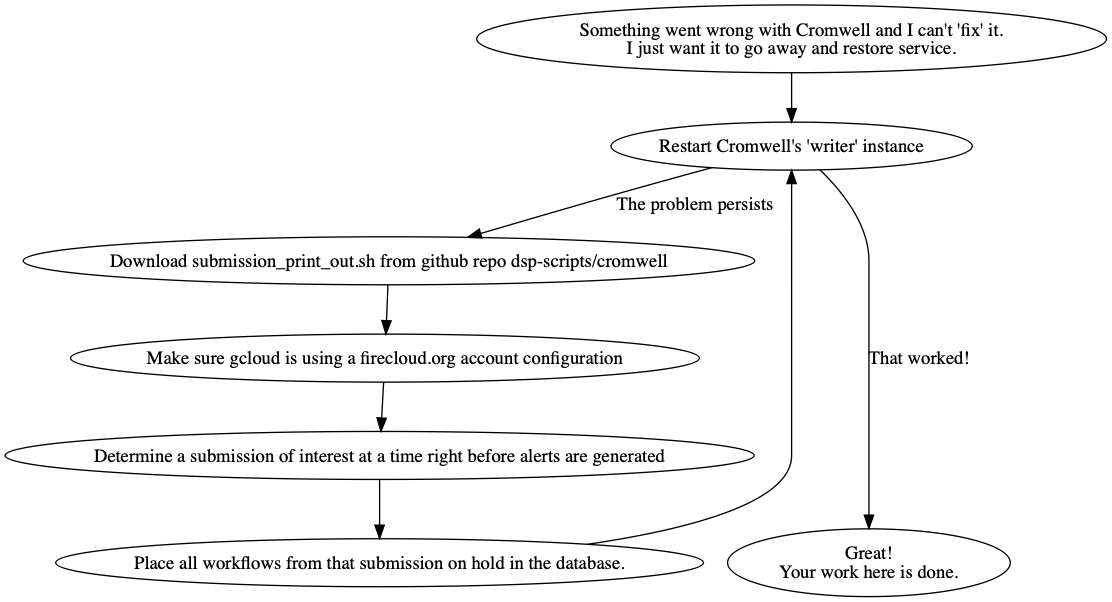 Something went wrong with Cromwell and I can't 'fix' it.
I just want it to go away and restore service.
Restart Cromwell's 'writer' instance
The problem persists
Download submission_print_out.sh from github repo dsp-scripts/cromwell
Make sure gcloud is using a firecloud.org account configuration
That worked!
Determine a submission of interest at a time right before alerts are generated
Place all workflows from that submission on hold in the database.
Great!
Your work here is done.